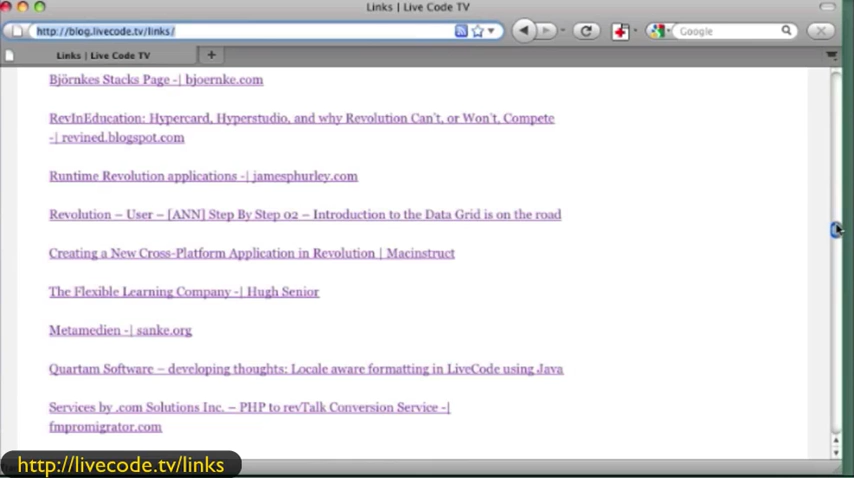 Links | Live Code TV
http://blog.livecode.tv/links/
Google
Links | Live Code TV
Björnkes Stacks Page -| bjoernke.com
RevInEducation: Hypercard, Hyperstudio, and why Revolution Can't, or Won't, Compete
-| revined.blogspot.com
Runtime Revolution applications -| jamesphurley.com
Revolution – User – [ANN] Step By Step 02 – Introduction to the Data Grid is on the road
Creating a New Cross-Platform Application in Revolution | Macinstruct
The Flexible Learning Company -| Hugh Senior
Metamedien -| sanke.org
Quartam Software – developing thoughts: Locale aware formatting in LiveCode using Java
Services by .com Solutions Inc. – PHP to revTalk Conversion Service -|
fmpromigrator.com
http://livecode.tv/links